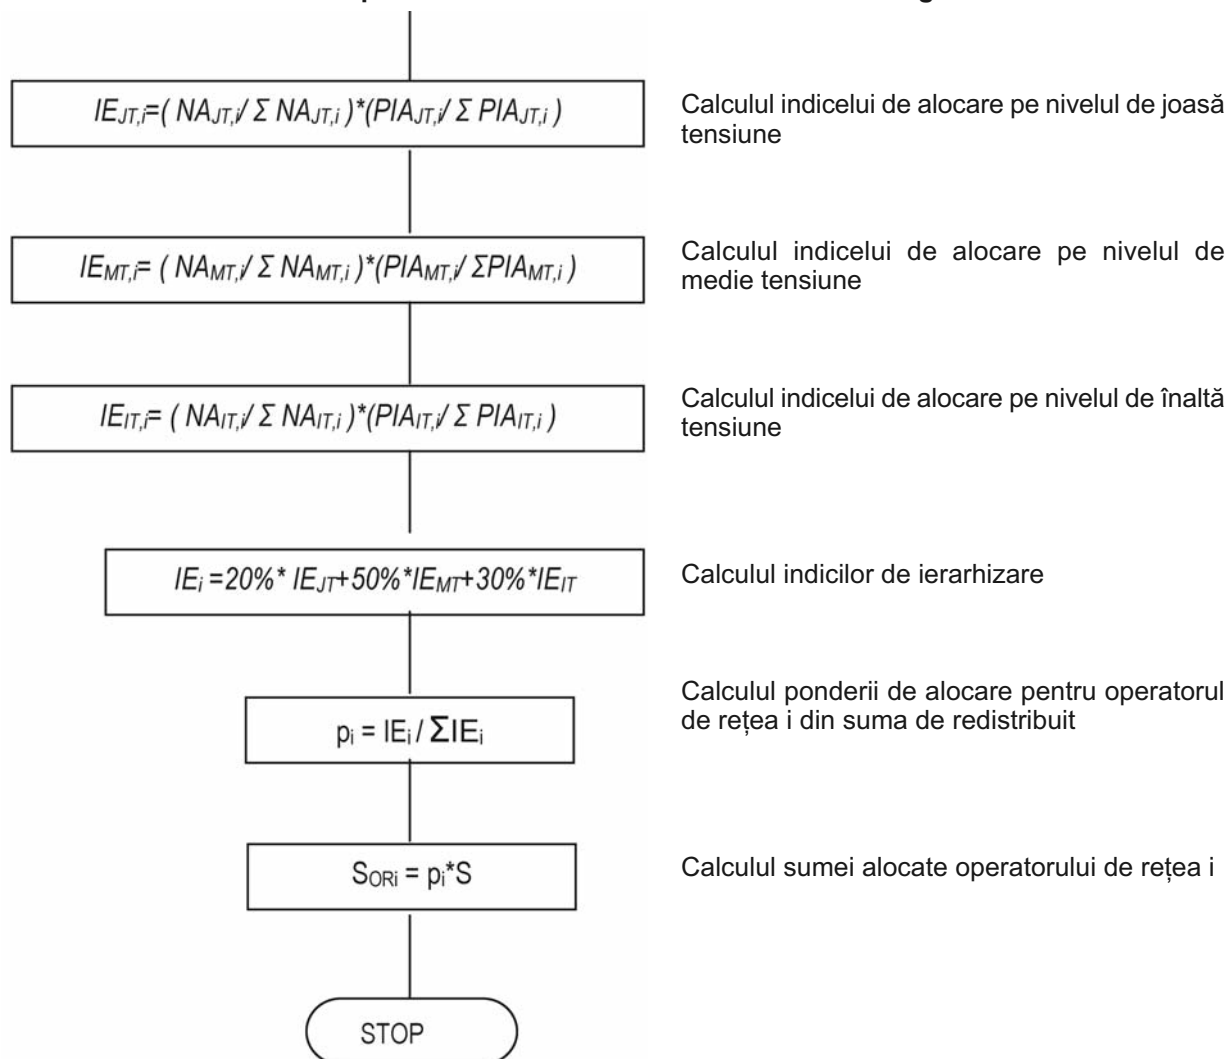 IE_JT,i=( NA_JT,i/ Σ NA_JT,i )*(PIA_JT,i/ Σ PIA_JT,i )
Calculul indicelui de alocare pe nivelul de joasă
tensiune
IE_MT,i= ( NA_MT,i/ Σ NA_MT,i )*(PIA_MT,i/ ΣPIA_MT,i )
Calculul indicelui de alocare pe nivelul de
medie tensiune
IE_IT,i= ( NA_IT,i/ Σ NA_IT,i )*(PIA_IT,i/ Σ PIA_IT,i )
Calculul indicelui de alocare pe nivelul de înaltă
tensiune
IE_i =20%* IE_JT+50%*IE_MT+30%*IE_IT
Calculul indicilor de ierarhizare
p_i = IE_i / ΣIE_i
Calculul ponderii de alocare pentru operatorul
de rețea i din suma de redistribuit
S_ORi = p_i*S
Calculul sumei alocate operatorului de rețea i
STOP